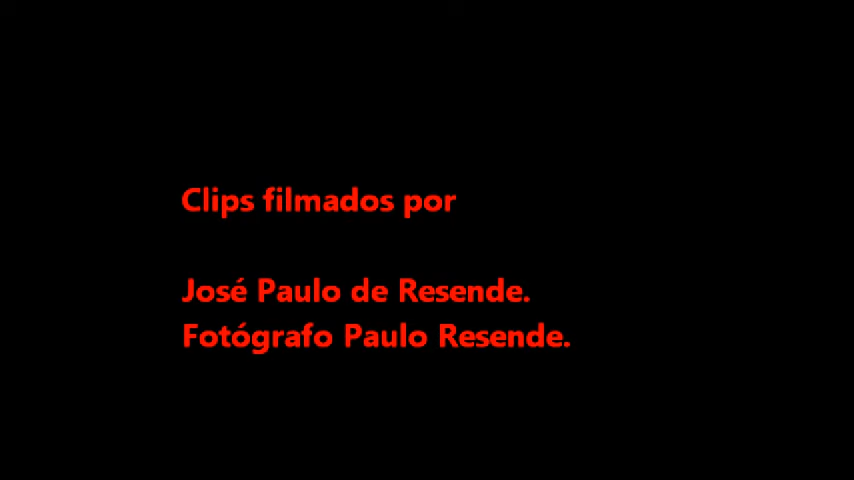 Clips filmados por
José Paulo de Resende.
Fotógrafo Paulo Resende.